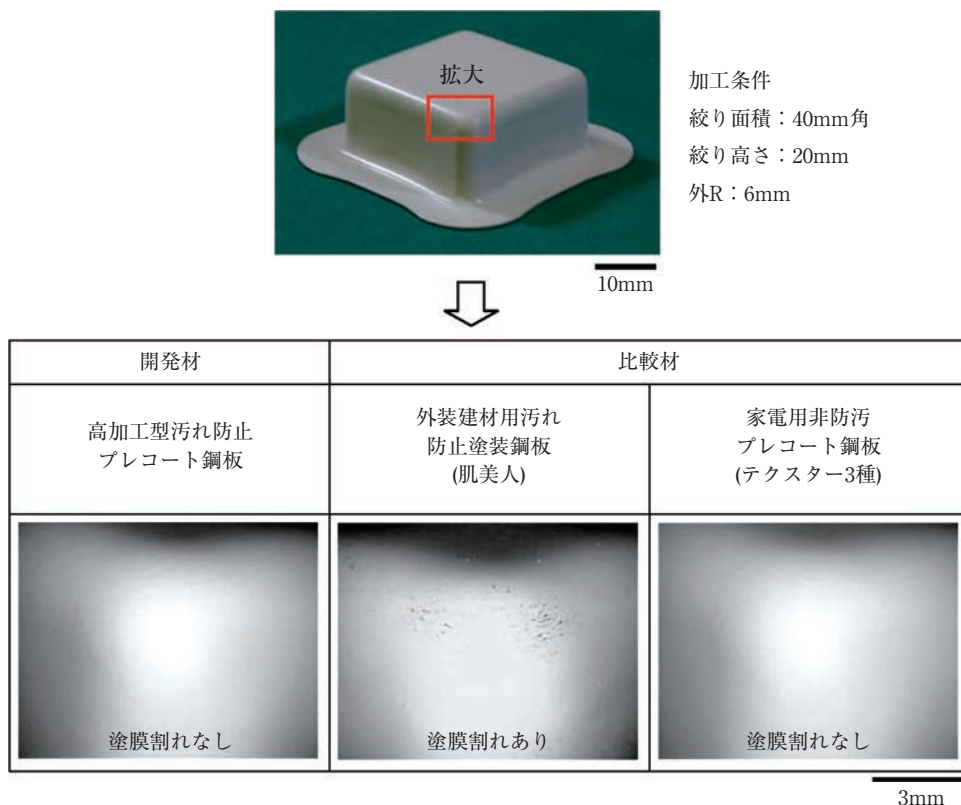 拡大
加工条件
絞り面積：40mm角
絞り高さ：20mm
外R：6mm
10mm
開発材
比較材
高加工型汚れ防止
プレコート鋼板
外装建材用汚れ
防止塗装鋼板
(肌美人)
家電用非防汚
プレコート鋼板
(テクスター3種)
塗膜割れなし
塗膜割れあり
塗膜割れなし
3mm